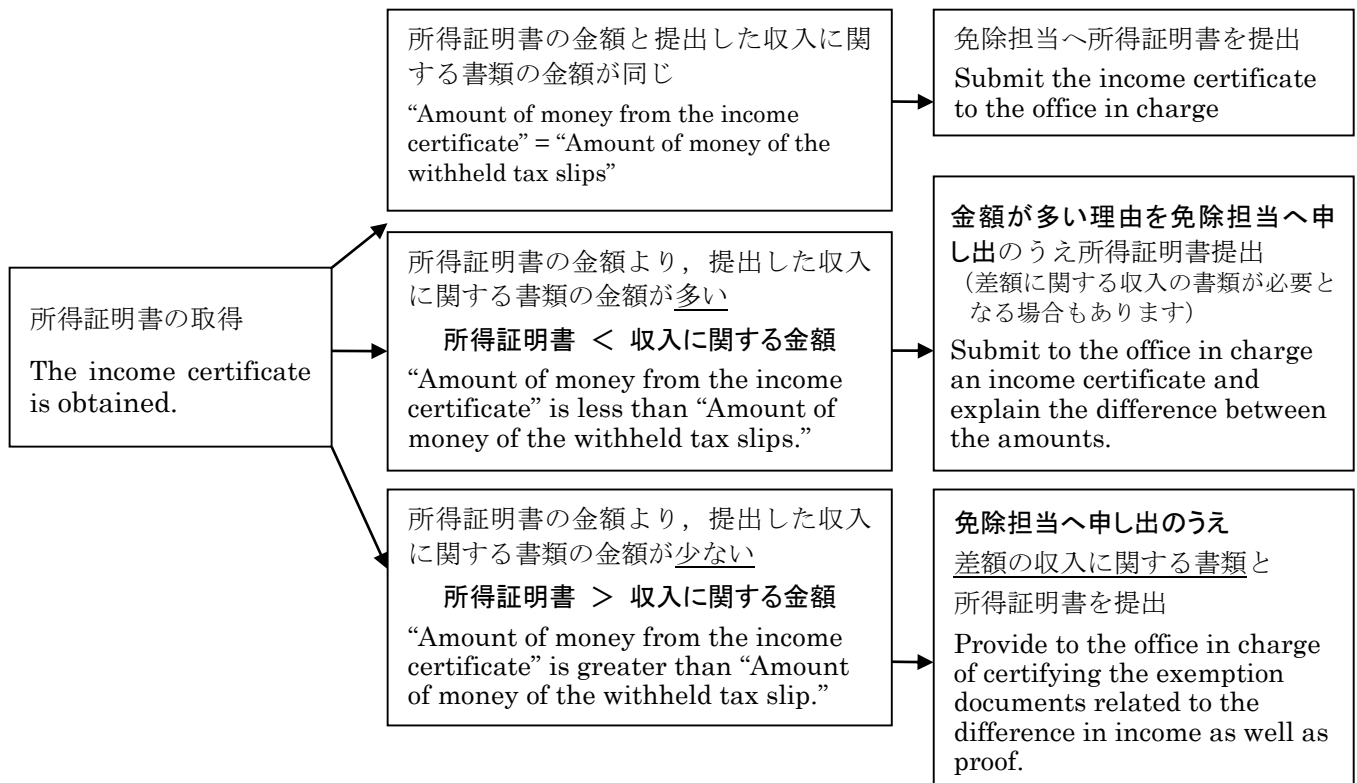 所得証明書の取得
The income certificate
is obtained.
所得証明書の金額と提出した収入に関
する書類の金額が同じ
“Amount of money from the income
certificate” = “Amount of money of the
withheld tax slips”
免除担当へ所得証明書を提出
Submit the income certificate
to the office in charge
所得証明書の金額より，提出した収入
に関する書類の金額が多い
所得証明書 ＜ 収入に関する金額
“Amount of money from the income
certificate” is less than “Amount of
money of the withheld tax slips.”
金額が多い理由を免除担当へ申
し出のうえ所得証明書提出
（差額に関する収入の書類が必要と
なる場合もあります）
Submit to the office in charge
an income certificate and
explain the difference between
the amounts.
所得証明書の金額より，提出した収入
に関する書類の金額が少ない
所得証明書 ＞ 収入に関する金額
“Amount of money from the income
certificate” is greater than “Amount
of money of the withheld tax slip.”
免除担当へ申し出のうえ
差額の収入に関する書類と
所得証明書を提出
Provide to the office in charge
of certifying the exemption
documents related to the
difference in income as well as
proof.